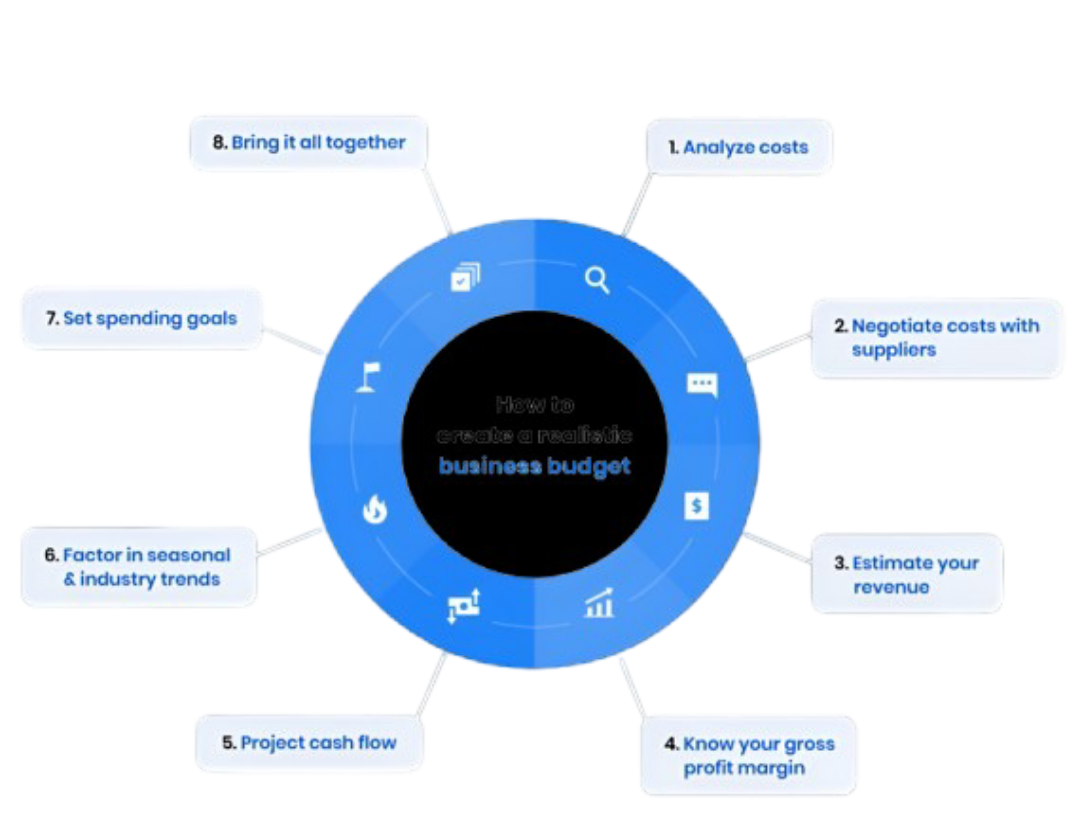 How to
create a realistic
business budget
1. Analyze costs
2. Negotiate costs with
suppliers
3. Estimate your
revenue
4. Know your gross
profit margin
5. Project cash flow
6. Factor in seasonal
& industry trends
7. Set spending goals
8. Bring it all together
$